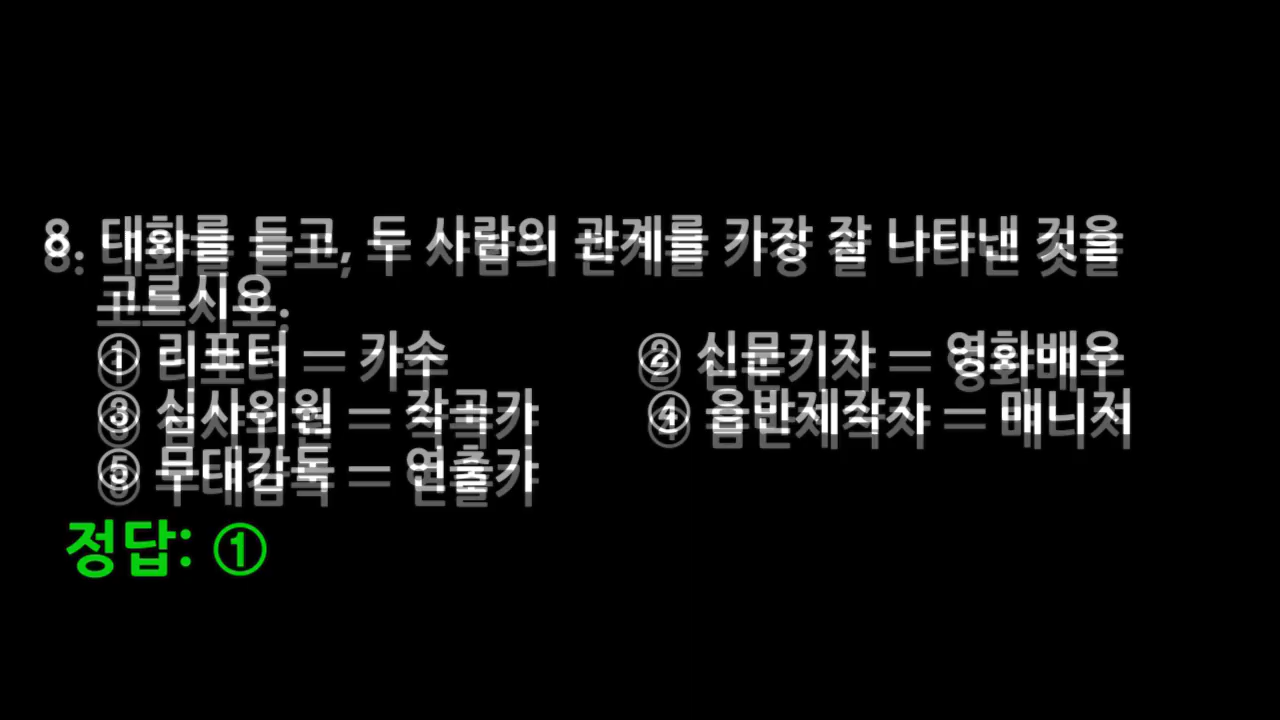 8. 대화를 듣고, 두 사람의 관계를 가장 잘 나타낸 것을
고르시오.
① 리포터 ― 가수 ② 신문기자 ― 영화배우
③ 심사위원 ― 작곡가 ④ 음반제작자 ― 매니저
⑤ 무대감독 ― 연출가
정답: ①